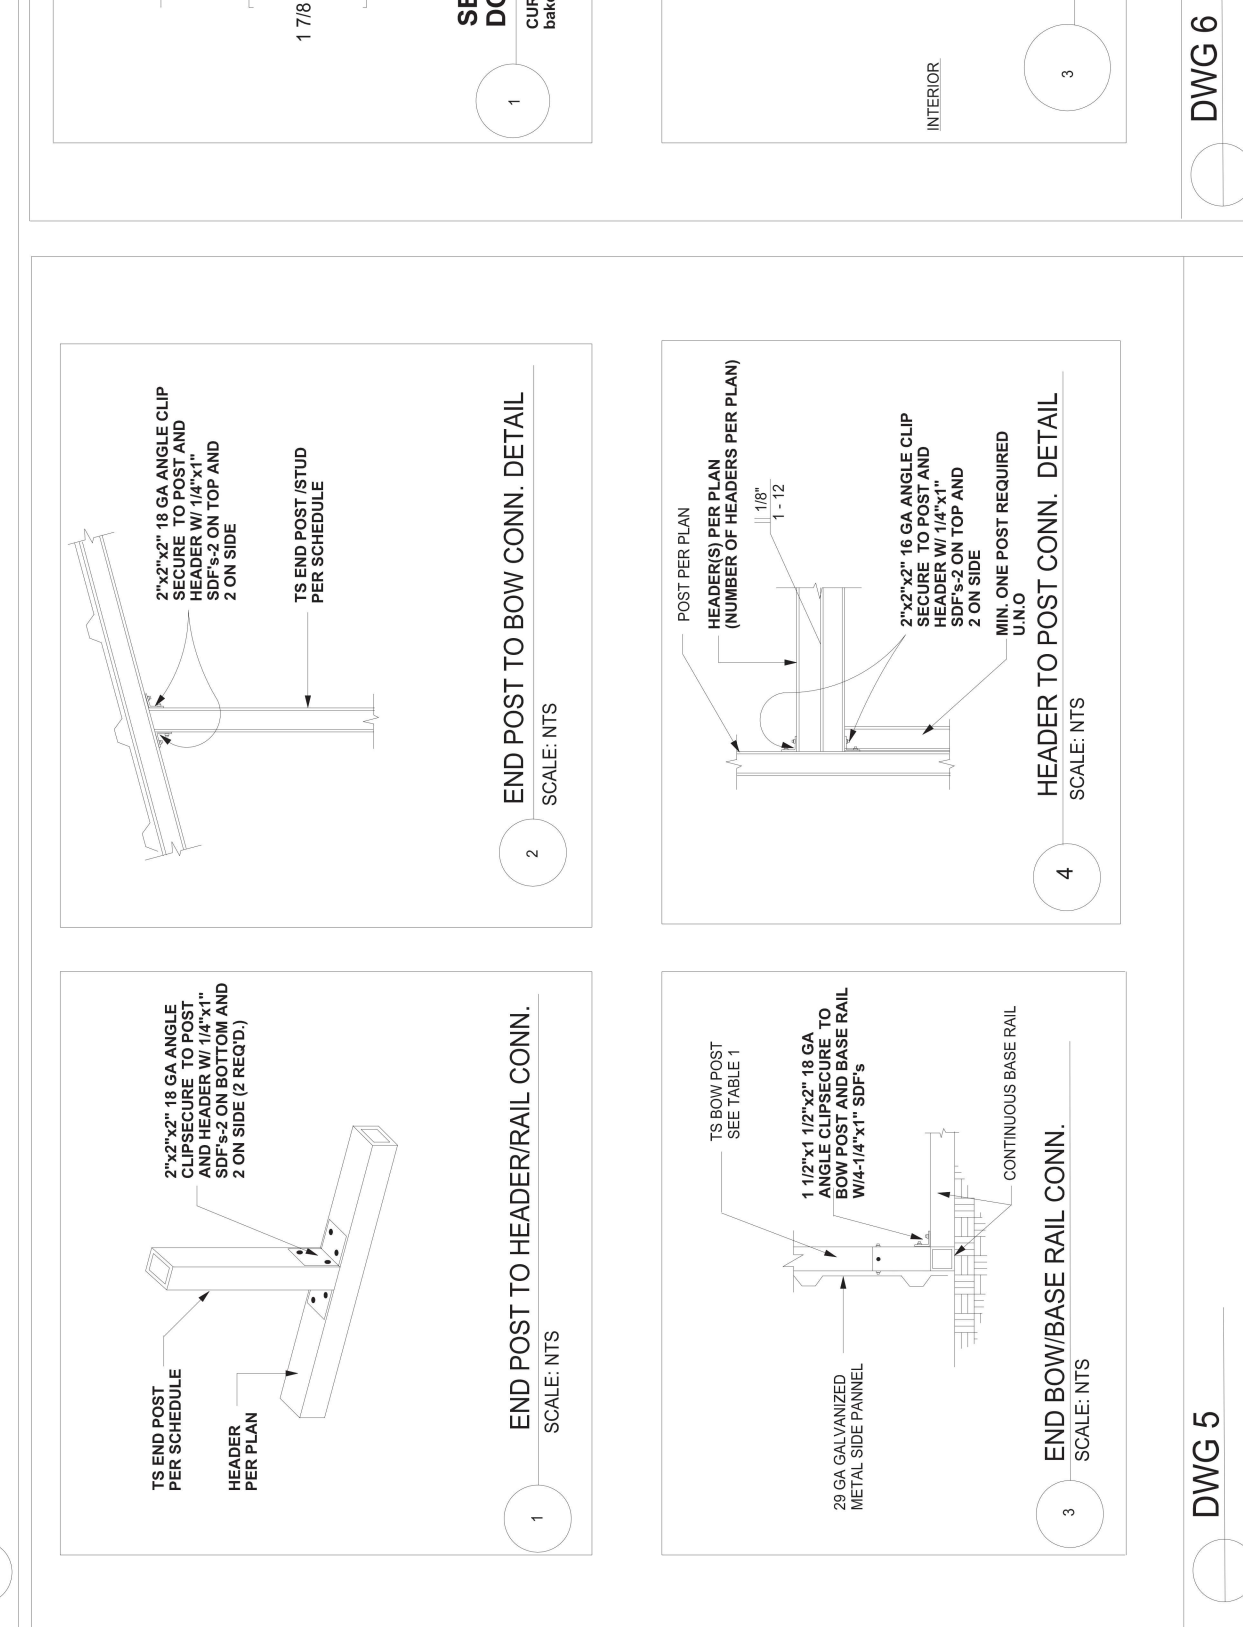 2"x2"x2" 18 GA ANGLE
CLIPSECURE TO POST
AND HEADER W/ 1/4"x1"
SDF's-2 ON BOTTOM AND
2 ON SIDE (2 REQ'D.)
TS END POST
PER SCHEDULE
HEADER
PER PLAN
1
END POST TO HEADER/RAIL CONN.
SCALE: NTS
2"x2"x2" 18 GA ANGLE CLIP
SECURE TO POST AND
HEADER W/ 1/4"x1"
SDF's-2 ON TOP AND
2 ON SIDE
TS END POST /STUD
PER SCHEDULE
2
END POST TO BOW CONN. DETAIL
SCALE: NTS
TS BOW POST
SEE TABLE 1
1 1/2"x1 1/2"x2" 18 GA
ANGLE CLIPSECURE TO
BOW POST AND BASE RAIL
W/4-1/4"x1" SDF's
29 GA GALVANIZED
METAL SIDE PANNEL
CONTINUOUS BASE RAIL
3
END BOW/BASE RAIL CONN.
SCALE: NTS
POST PER PLAN
HEADER(S) PER PLAN
(NUMBER OF HEADERS PER PLAN)
|| 1/8"
1 - 12
2"x2"x2" 16 GA ANGLE CLIP
SECURE TO POST AND
HEADER W/ 1/4"x1"
SDF's-2 ON TOP AND
2 ON SIDE
MIN. ONE POST REQUIRED
U.N.O
4
HEADER TO POST CONN. DETAIL
SCALE: NTS
DWG 5
1 7/8
1
INTERIOR
3
DWG 6